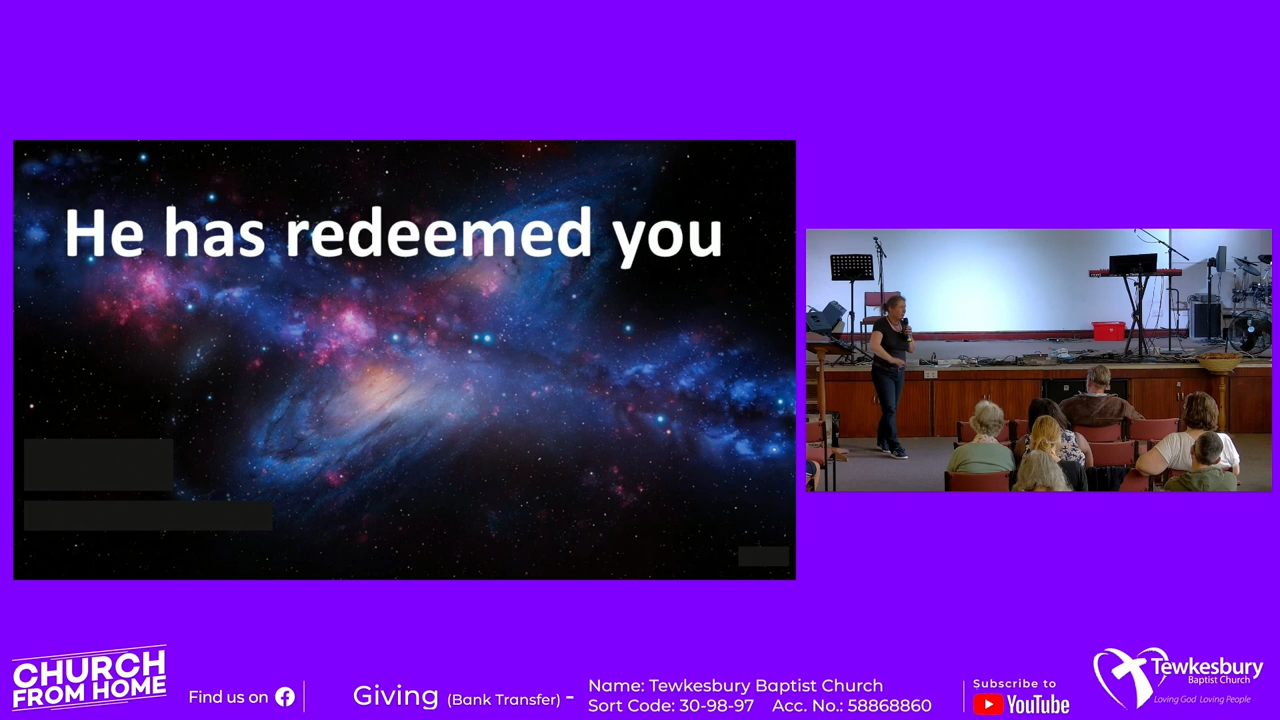 He has redeemed you
CHURCH
FROM HOME
Find us on
Giving (Bank Transfer) -
Name: Tewkesbury Baptist Church
Sort Code: 30-98-97 Acc. No.: 58868860
Subscribe to
YouTube
Tewkesbury
Baptist Church
Loving God Loving People